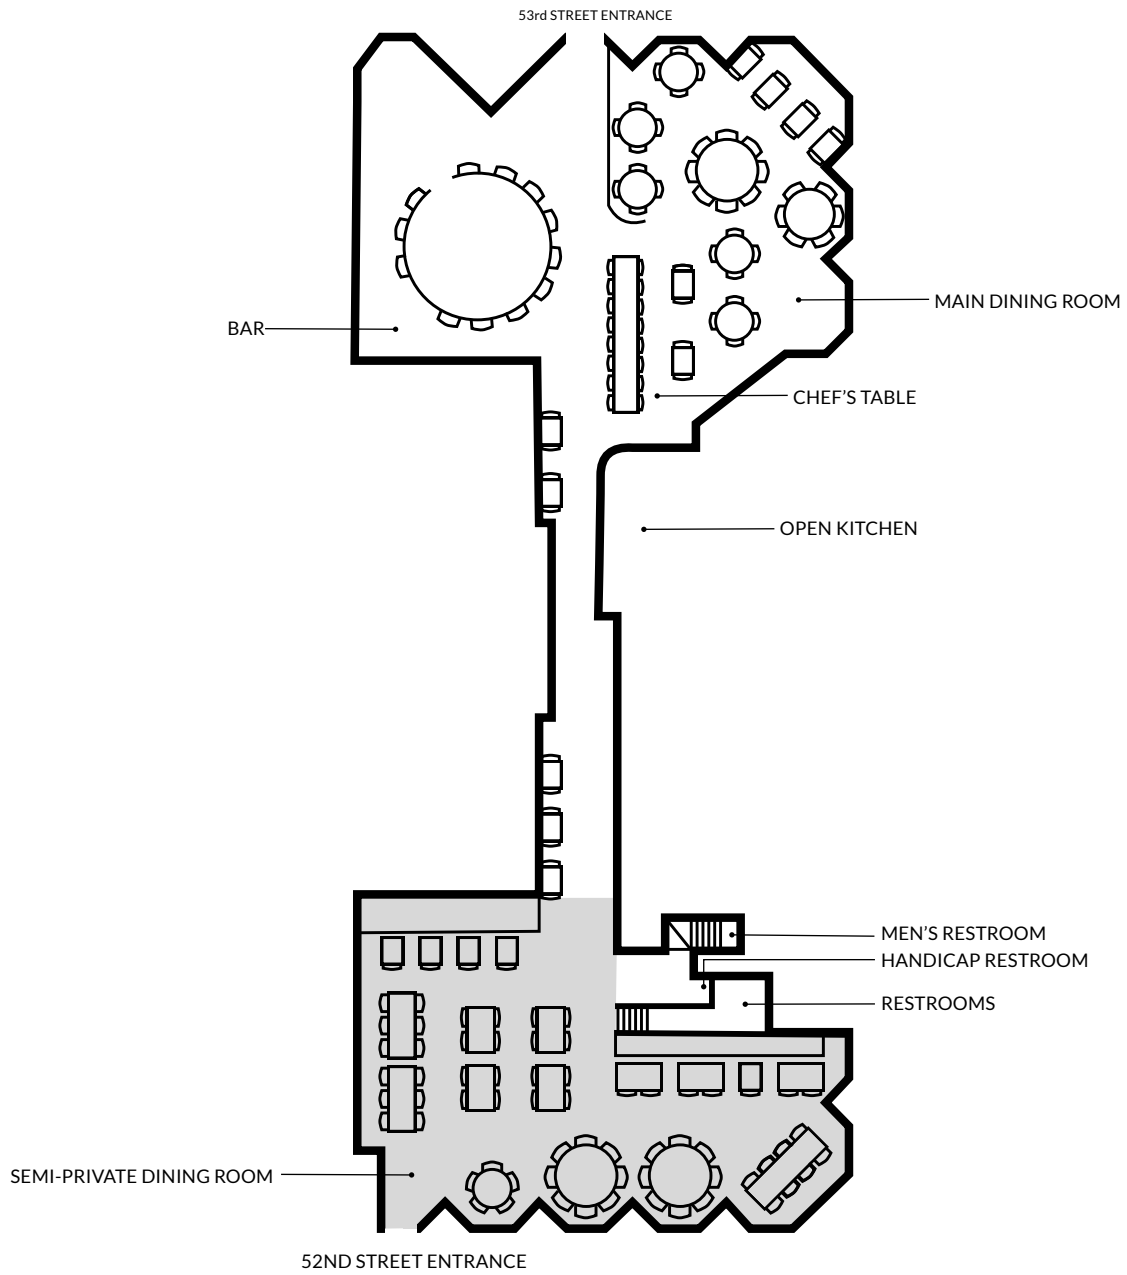 53rd STREET ENTRANCE
MAIN DINING ROOM
BAR
CHEF'S TABLE
OPEN KITCHEN
MEN'S RESTROOM
HANDICAP RESTROOM
RESTROOMS
SEMI-PRIVATE DINING ROOM
52ND STREET ENTRANCE